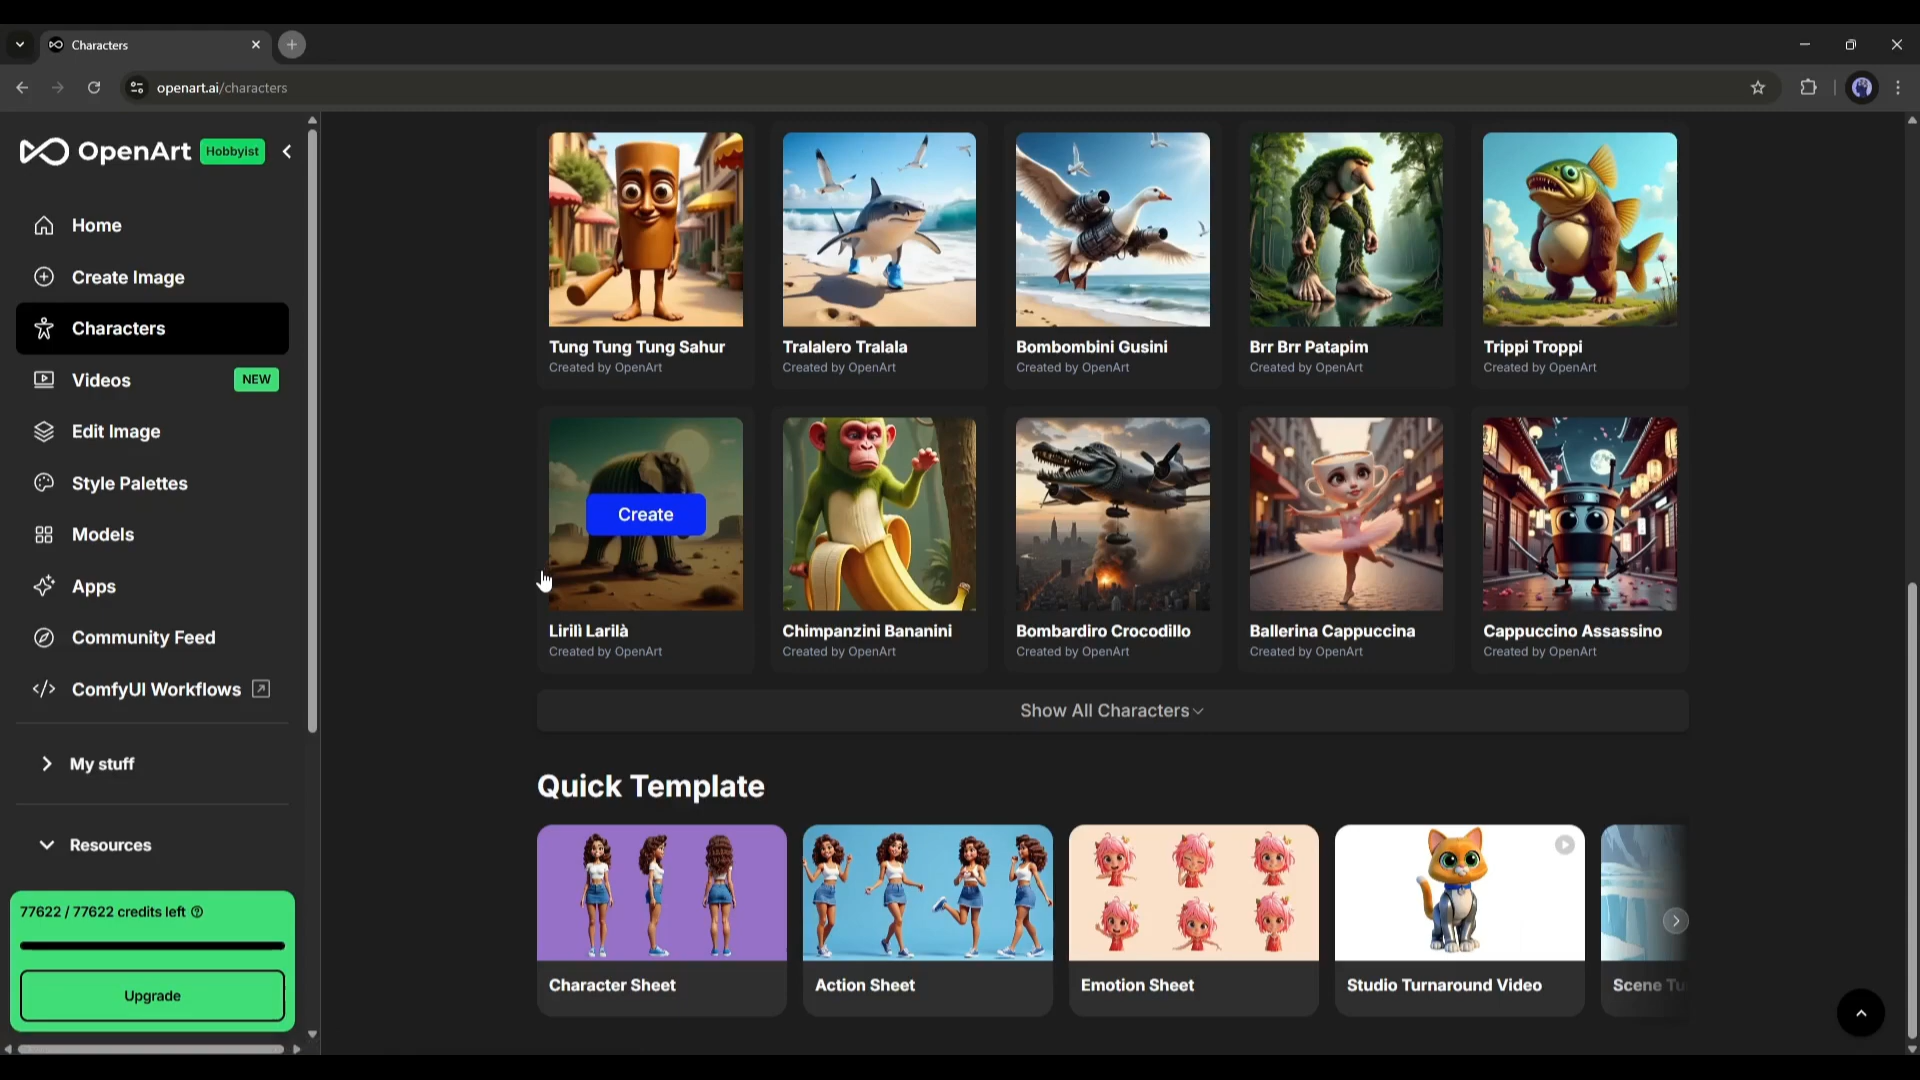 Characters
openart.ai/characters
OpenArt Hobbyist
Home
Create Image
Characters
Videos NEW
Edit Image
Style Palettes
Models
Apps
Community Feed
ComfyUI Workflows
My stuff
Resources
77622 / 77622 credits left
Upgrade
Tung Tung Tung Sahur
Created by OpenArt
Tralalero Tralala
Created by OpenArt
Bombombini Gusini
Created by OpenArt
Brr Brr Patapim
Created by OpenArt
Trippi Troppi
Created by OpenArt
Create
Lirilì Larilà
Created by OpenArt
Chimpanzini Bananini
Created by OpenArt
Bombardiro Crocodillo
Created by OpenArt
Ballerina Cappuccina
Created by OpenArt
Cappuccino Assassino
Created by OpenArt
Show All Characters
Quick Template
Character Sheet
Action Sheet
Emotion Sheet
Studio Turnaround Video
Scene Tu